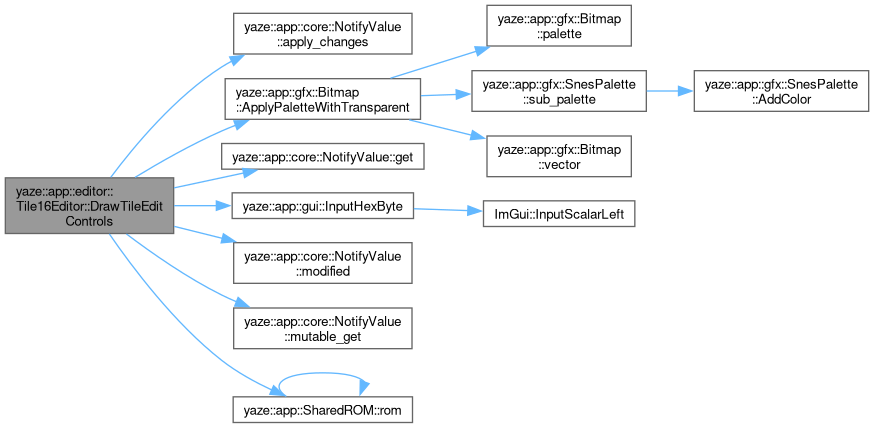 yaze::app::editor::
Tile16Editor::DrawTileEdit
Controls
yaze::app::core::NotifyValue
::apply_changes
yaze::app::gfx::Bitmap
::ApplyPaletteWithTransparent
yaze::app::gfx::Bitmap
::palette
yaze::app::gfx::SnesPalette
::sub_palette
yaze::app::gfx::SnesPalette
::AddColor
yaze::app::gfx::Bitmap
::vector
yaze::app::core::NotifyValue::get
yaze::app::gui::InputHexByte
ImGui::InputScalarLeft
yaze::app::core::NotifyValue
::modified
yaze::app::core::NotifyValue
::mutable_get
yaze::app::SharedROM::rom